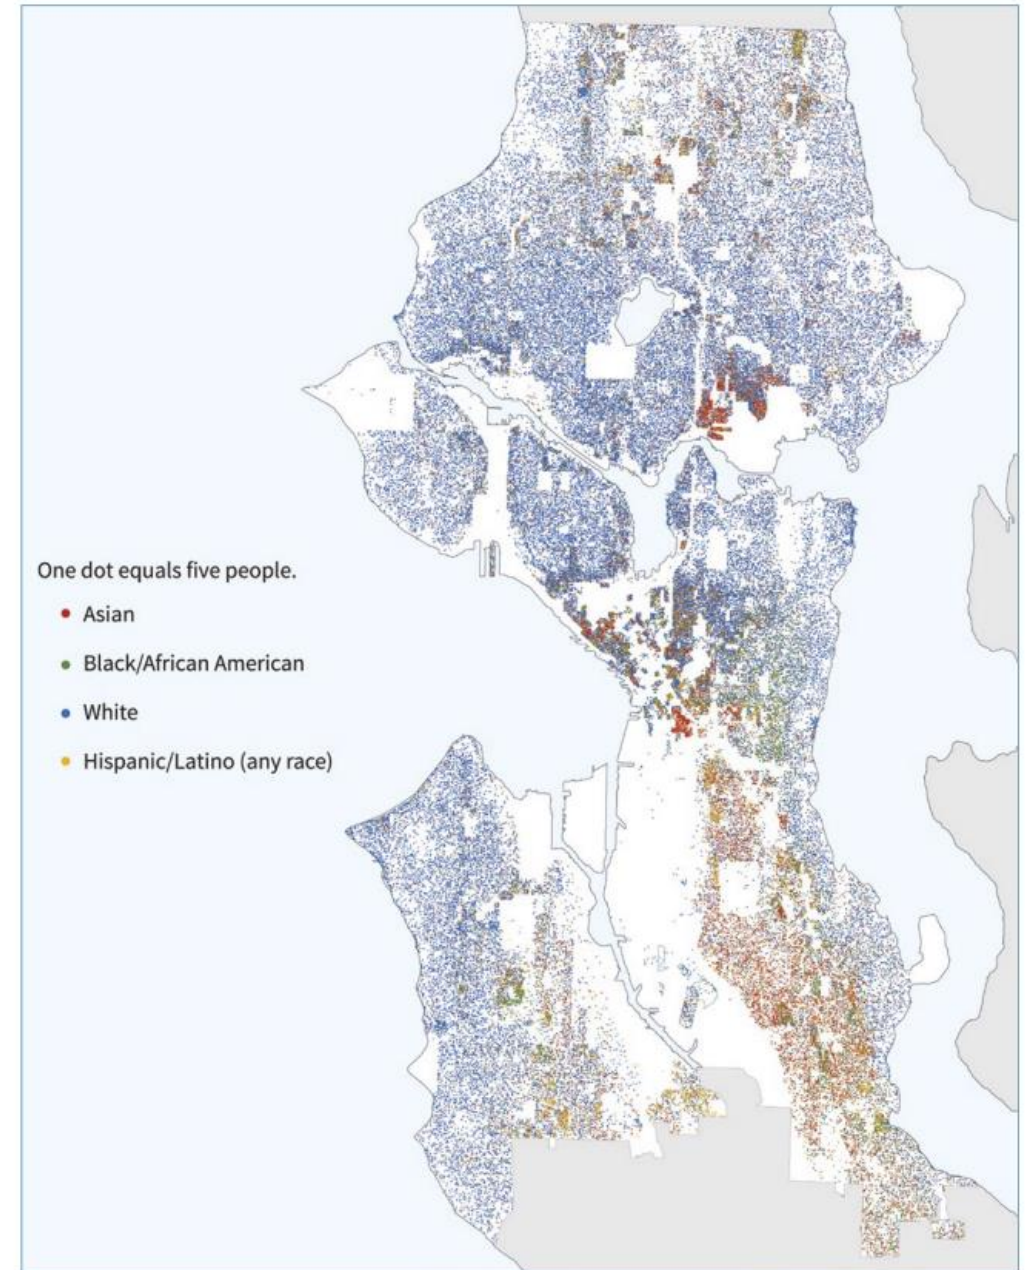 One dot equals five people.
Asian
Black/African American
White
Hispanic/Latino (any race)